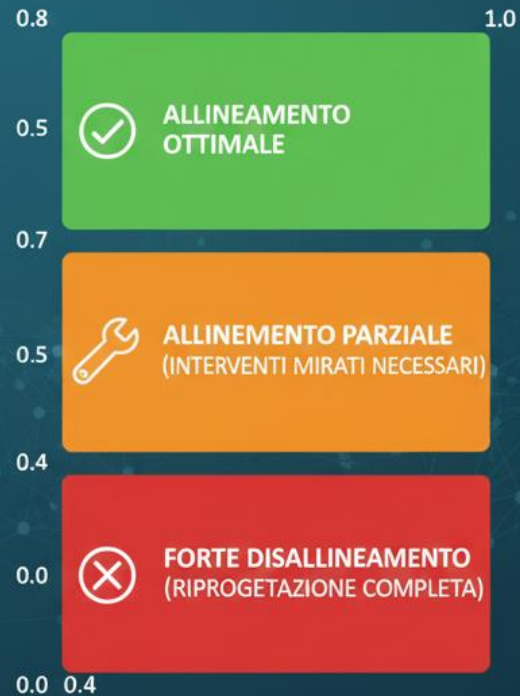 0.8 1.0
0.5
ALLINEAMENTO
OTTIMALE
0.7
0.5
ALLINEMENTO PARZIALE
(INTERVENTI MIRATI NECESSARI)
0.4
0.0
FORTE DISALLINEAMENTO
(RIPROGETAZIONE COMPLETA)
0.0 0.4